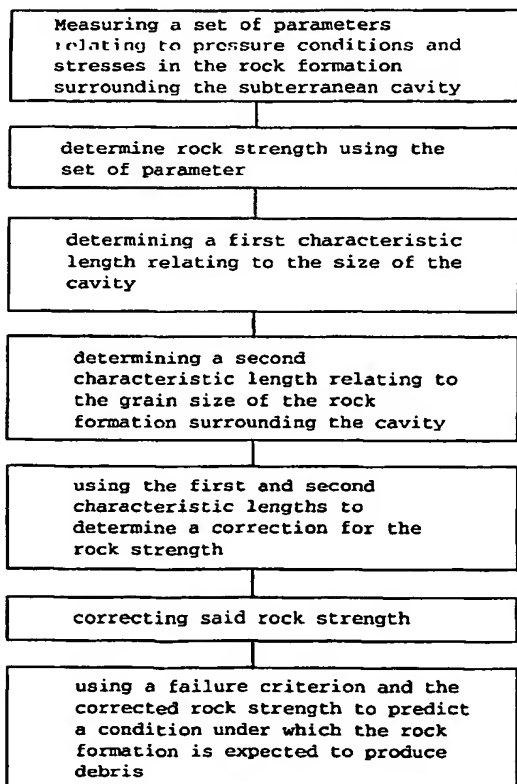 Measuring a set of parameters
relating to pressure conditions and
stresses in the rock formation
surrounding the subterranean cavity
determine rock strength using the
set of parameter
determining a first characteristic
length relating to the size of the
cavity
determining a second
characteristic length relating to
the grain size of the rock
formation surrounding the cavity
using the first and second
characteristic lengths to
determine a correction for the
rock strength
correcting said rock strength
using a failure criterion and the
corrected rock strength to predict
a condition under which the rock
formation is expected to produce
debris